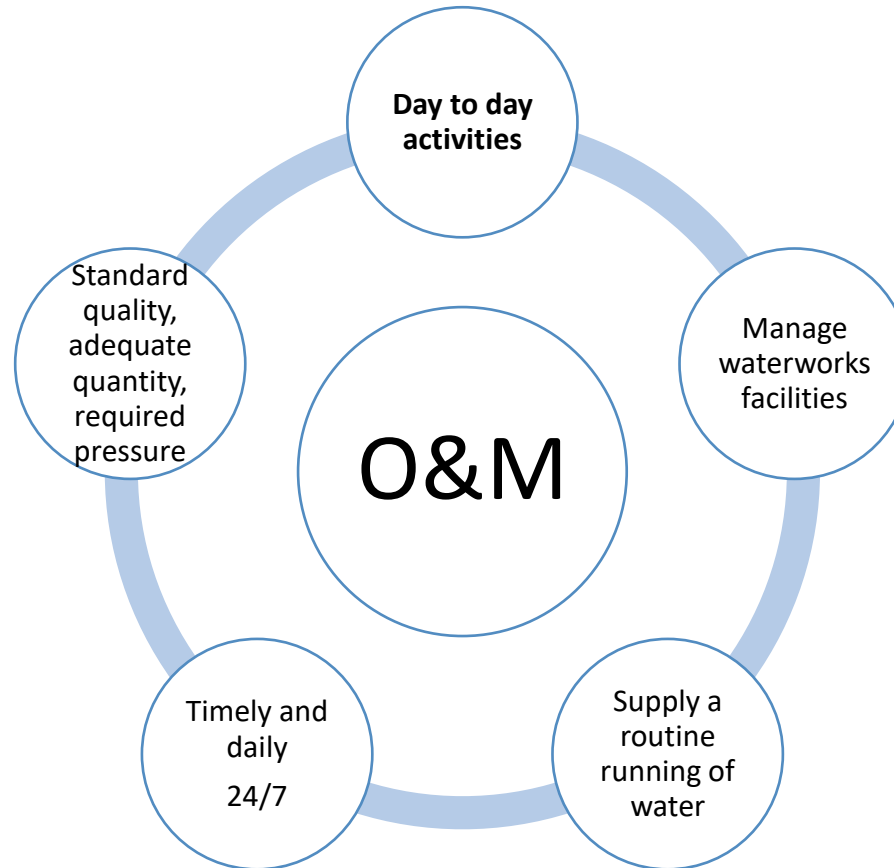 Day to day
activities
Manage
waterworks
facilities
Supply a
routine
running of
water
Timely and
daily
24/7
Standard
quality,
adequate
quantity,
required
pressure
O&M